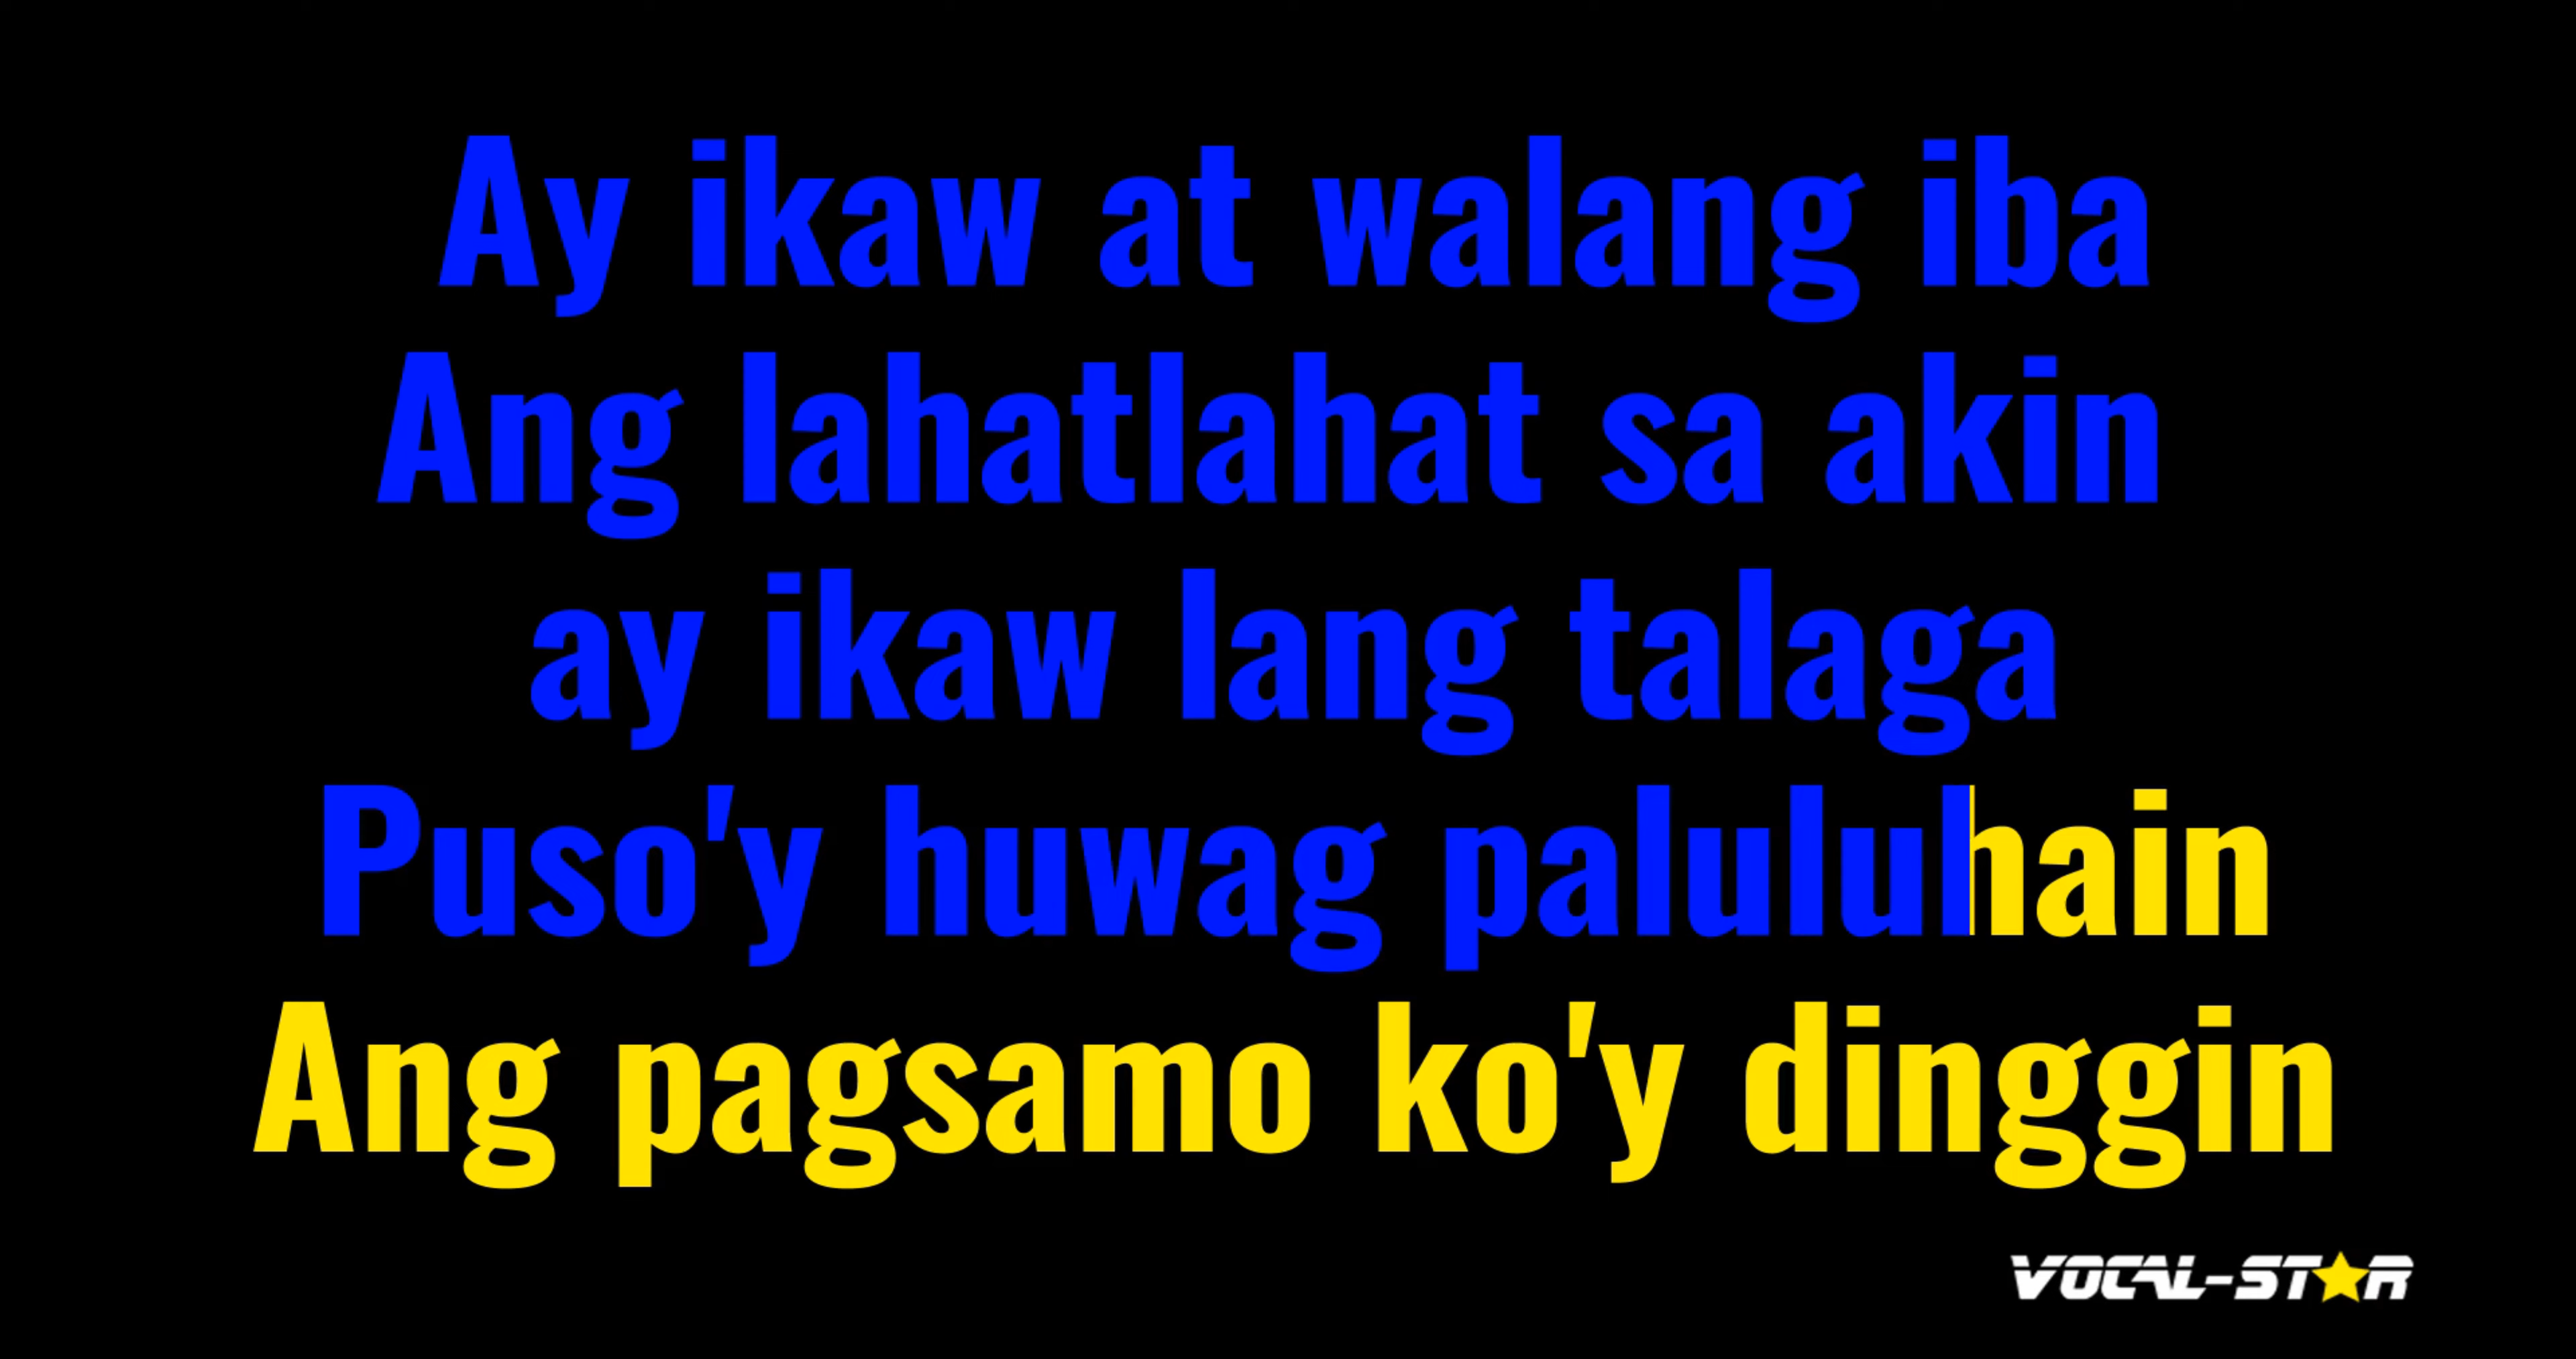 Ay ikaw at walang iba
Ang lahatlahat sa akin
ay ikaw lang talaga
Puso'y huwag paluluhain
Ang pagsamo ko'y dinggin
VOCAL-STAR